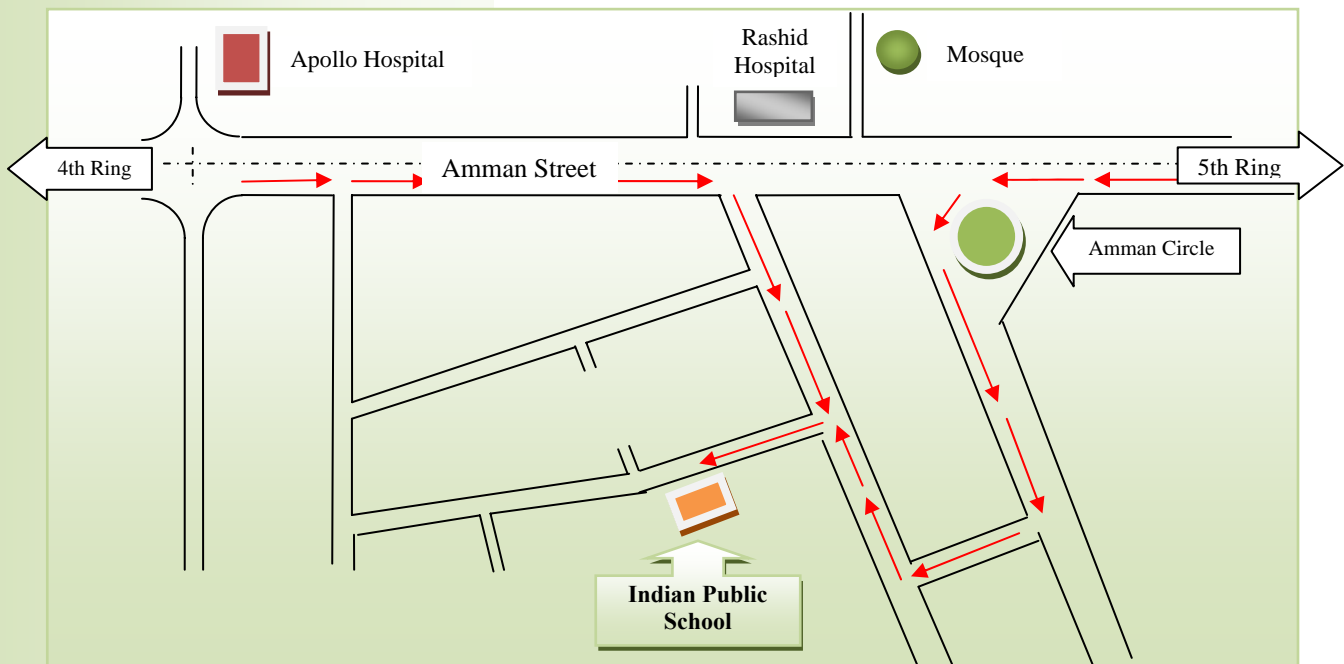 Apollo Hospital
Rashid
Hospital
Mosque
4th Ring
Amman Street
5th Ring
Amman Circle
Indian Public
School